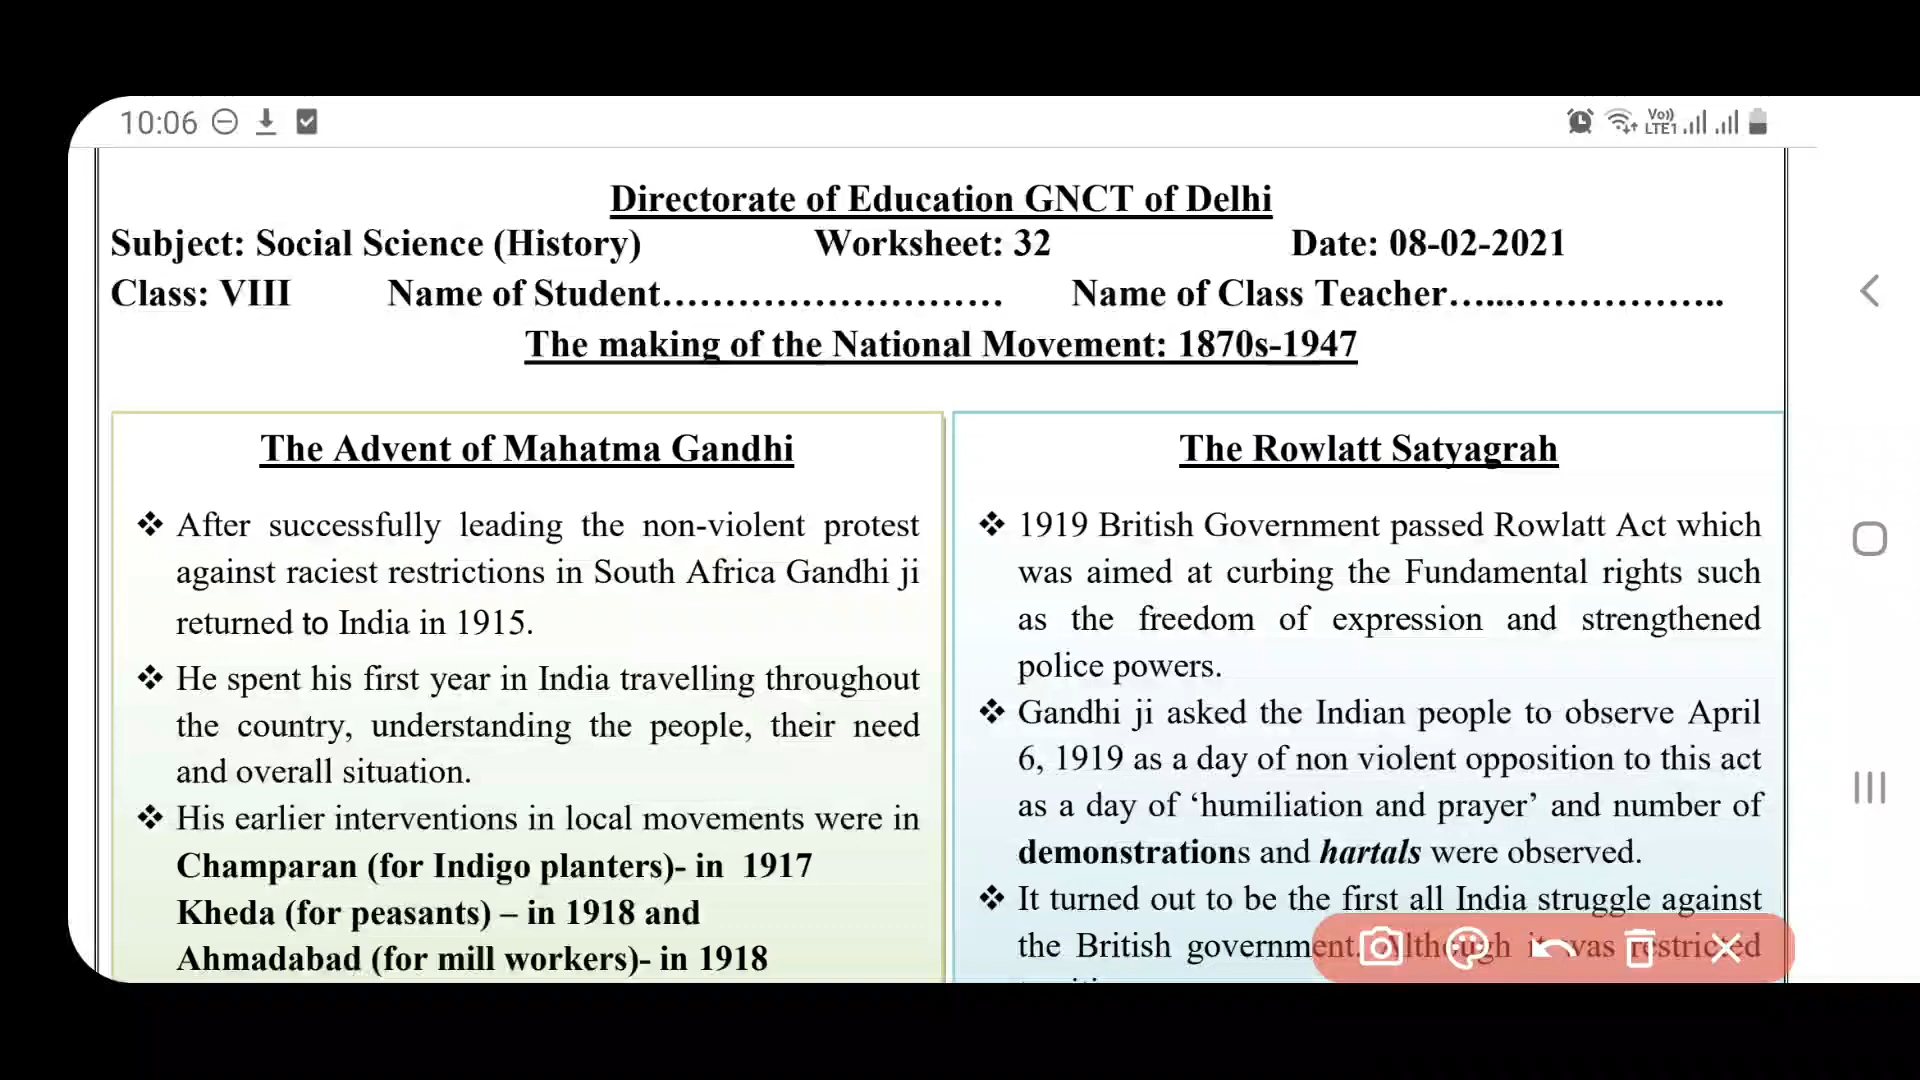 10:06
Vo))
LTE1
Directorate of Education GNCT of Delhi
Subject: Social Science (History) Worksheet: 32 Date: 08-02-2021
Class: VIII Name of Student……………………… Name of Class Teacher…...……………..
The making of the National Movement: 1870s-1947
The Advent of Mahatma Gandhi
❖ After successfully leading the non-violent protest
against raciest restrictions in South Africa Gandhi ji
returned to India in 1915.
❖ He spent his first year in India travelling throughout
the country, understanding the people, their need
and overall situation.
❖ His earlier interventions in local movements were in
Champaran (for Indigo planters)- in 1917
Kheda (for peasants) – in 1918 and
Ahmadabad (for mill workers)- in 1918
The Rowlatt Satyagrah
❖ 1919 British Government passed Rowlatt Act which
was aimed at curbing the Fundamental rights such
as the freedom of expression and strengthened
police powers.
❖ Gandhi ji asked the Indian people to observe April
6, 1919 as a day of non violent opposition to this act
as a day of ‘humiliation and prayer’ and number of
demonstrations and hartals were observed.
❖ It turned out to be the first all India struggle against
the British government. Although it was restricted